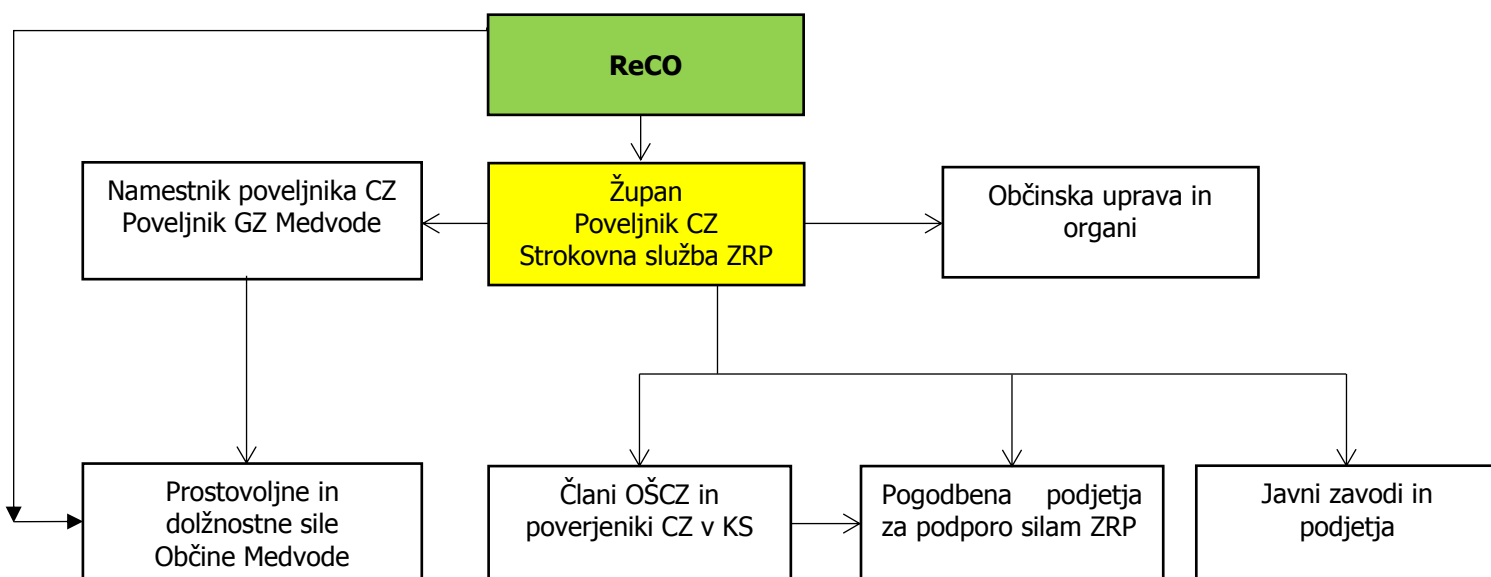 ReCO
Namestnik poveljnika CZ
Poveljnik GZ Medvode
Župan
Poveljnik CZ
Strokovna služba ZRP
Občinska uprava in
organi
Prostovoljne in
dolžnostne sile
Občine Medvode
Člani OŠCZ in
poverjeniki CZ v KS
Pogodbena podjetja
za podporo silam ZRP
Javni zavodi in
podjetja